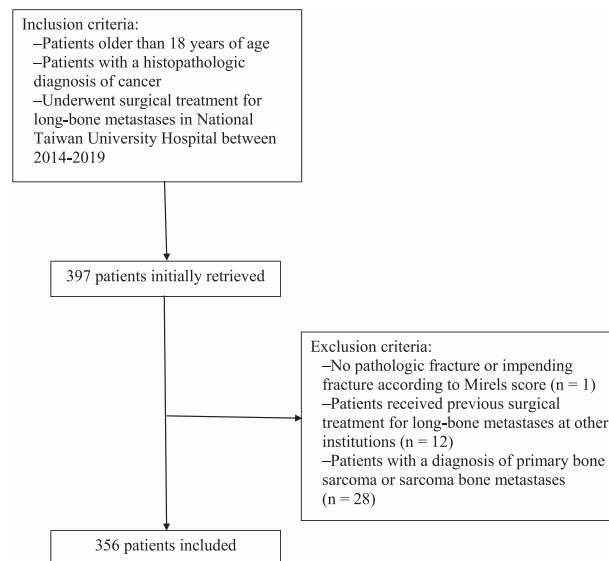 Inclusion criteria:
–Patients older than 18 years of age
–Patients with a histopathologic
diagnosis of cancer
–Underwent surgical treatment for
long-bone metastases in National
Taiwan University Hospital between
2014-2019
397 patients initially retrieved
Exclusion criteria:
–No pathologic fracture or impending
fracture according to Mirels score (n = 1)
–Patients received previous surgical
treatment for long-bone metastases at other
institutions (n = 12)
–Patients with a diagnosis of primary bone
sarcoma or sarcoma bone metastases
(n = 28)
356 patients included